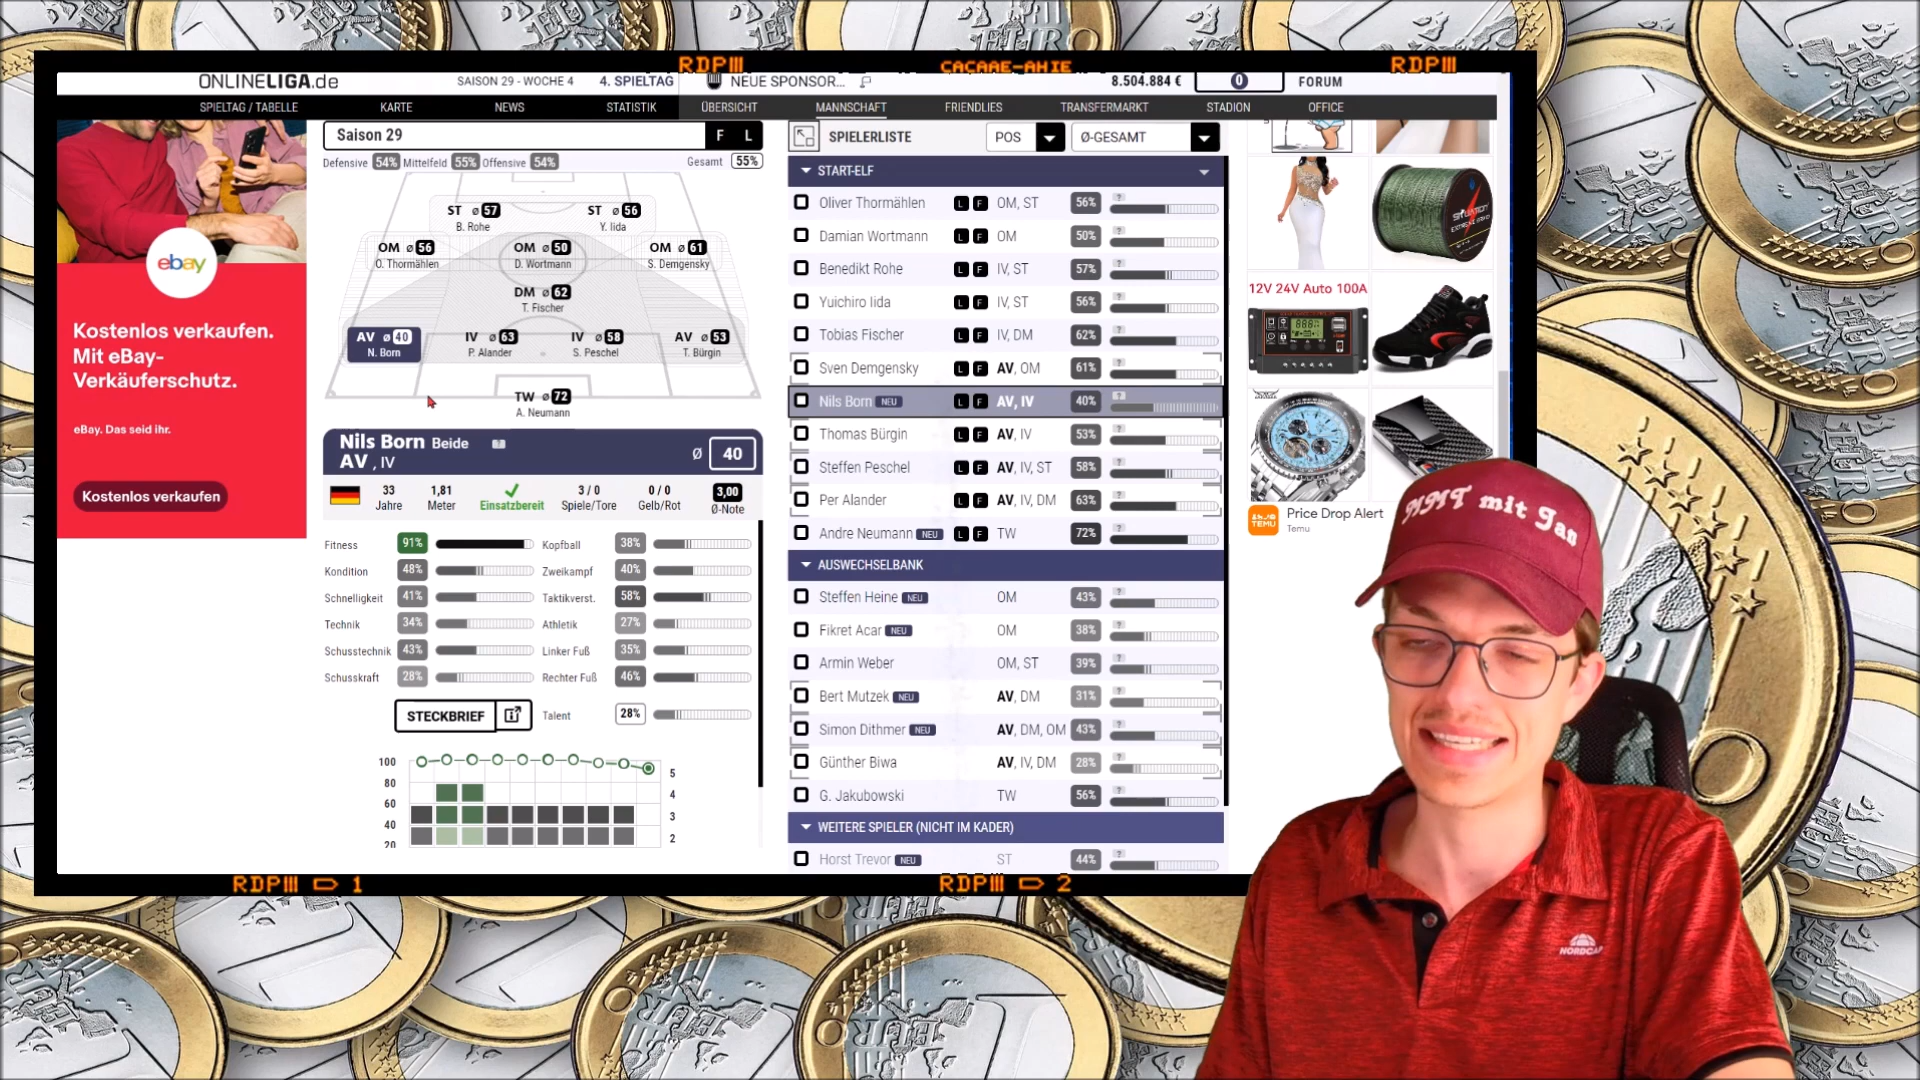 RDPIII
CACAAE-AHIE
RDPIII
ONLINELIGA.de
SAISON 29 - WOCHE 4
4. SPIELTAG
NEUE SPONSOR...
8.504.884 €
0
FORUM
SPIELTAG / TABELLE
KARTE
NEWS
STATISTIK
ÜBERSICHT
MANNSCHAFT
FRIENDLIES
TRANSFERMARKT
STADION
OFFICE
ebay
Kostenlos verkaufen.
Mit eBay-
Verkäuferschutz.
eBay. Das seid ihr.
Kostenlos verkaufen
Saison 29
F L
Defensive 54% Mittelfeld 55% Offensive 54%
Gesamt 55%
ST ø 57
B. Rohe
ST ø 56
Y. Iida
OM ø 56
O. Thormählen
OM ø 50
D. Wortmann
OM ø 61
S. Demgensky
DM ø 62
T. Fischer
AV ø 40
N. Born
IV ø 63
P. Alander
IV ø 58
S. Peschel
AV ø 53
T. Bürgin
TW ø 72
A. Neumann
Nils Born Beide
AV , IV
Ø 40
33
Jahre
1,81
Meter
Einsatzbereit
3 / 0
Spiele/Tore
0 / 0
Gelb/Rot
3,00
Ø-Note
Fitness 91%
Kopfball 38%
Kondition 48%
Zweikampf 40%
Schnelligkeit 41%
Taktikverst. 58%
Technik 34%
Athletik 27%
Schusstechnik 43%
Linker Fuß 35%
Schusskraft 28%
Rechter Fuß 46%
STECKBRIEF
Talent 28%
100
80
60
40
20
5
4
3
2
SPIELERLISTE
POS
Ø-GESAMT
START-ELF
Oliver Thormählen L F OM, ST 56% ?
Damian Wortmann L F OM 50% ?
Benedikt Rohe L F IV, ST 57% ?
Yuichiro Iida L F IV, ST 56% ?
Tobias Fischer L F IV, DM 62% ?
Sven Demgensky L F AV, OM 61% ?
Nils Born NEU L F AV, IV 40% ?
Thomas Bürgin L F AV, IV 53% ?
Steffen Peschel L F AV, IV, ST 58% ?
Per Alander L F AV, IV, DM 63% ?
Andre Neumann NEU L F TW 72% ?
AUSWECHSELBANK
Steffen Heine NEU OM 43% ?
Fikret Acar NEU OM 38% ?
Armin Weber OM, ST 39% ?
Bert Mutzek NEU AV, DM 31% ?
Simon Dithmer NEU AV, DM, OM 43% ?
Günther Biwa AV, IV, DM 28% ?
G. Jakubowski TW 56% ?
WEITERE SPIELER (NICHT IM KADER)
Horst Trevor NEU ST 44% ?
12V 24V Auto 100A
TEMU
Price Drop Alert
Temu
MMT mit Jan
NORDCAP
RDPIII 1
RDPIII 2